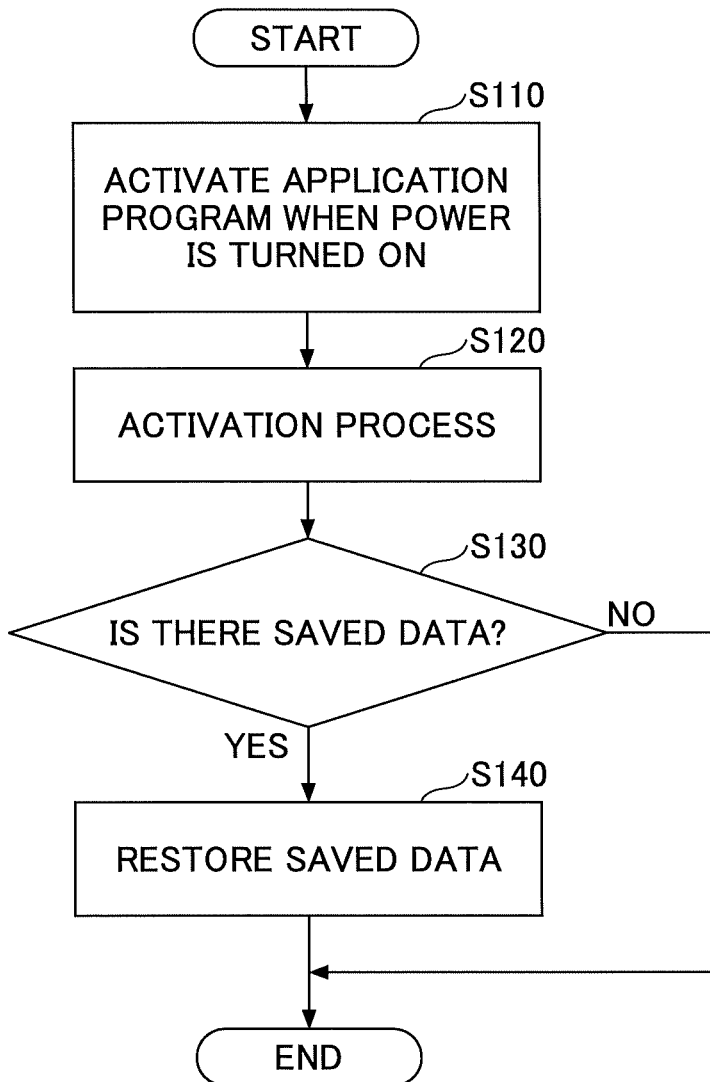 START
S110
ACTIVATE APPLICATION
PROGRAM WHEN POWER
IS TURNED ON
S120
ACTIVATION PROCESS
S130
IS THERE SAVED DATA?
NO
YES
S140
RESTORE SAVED DATA
END